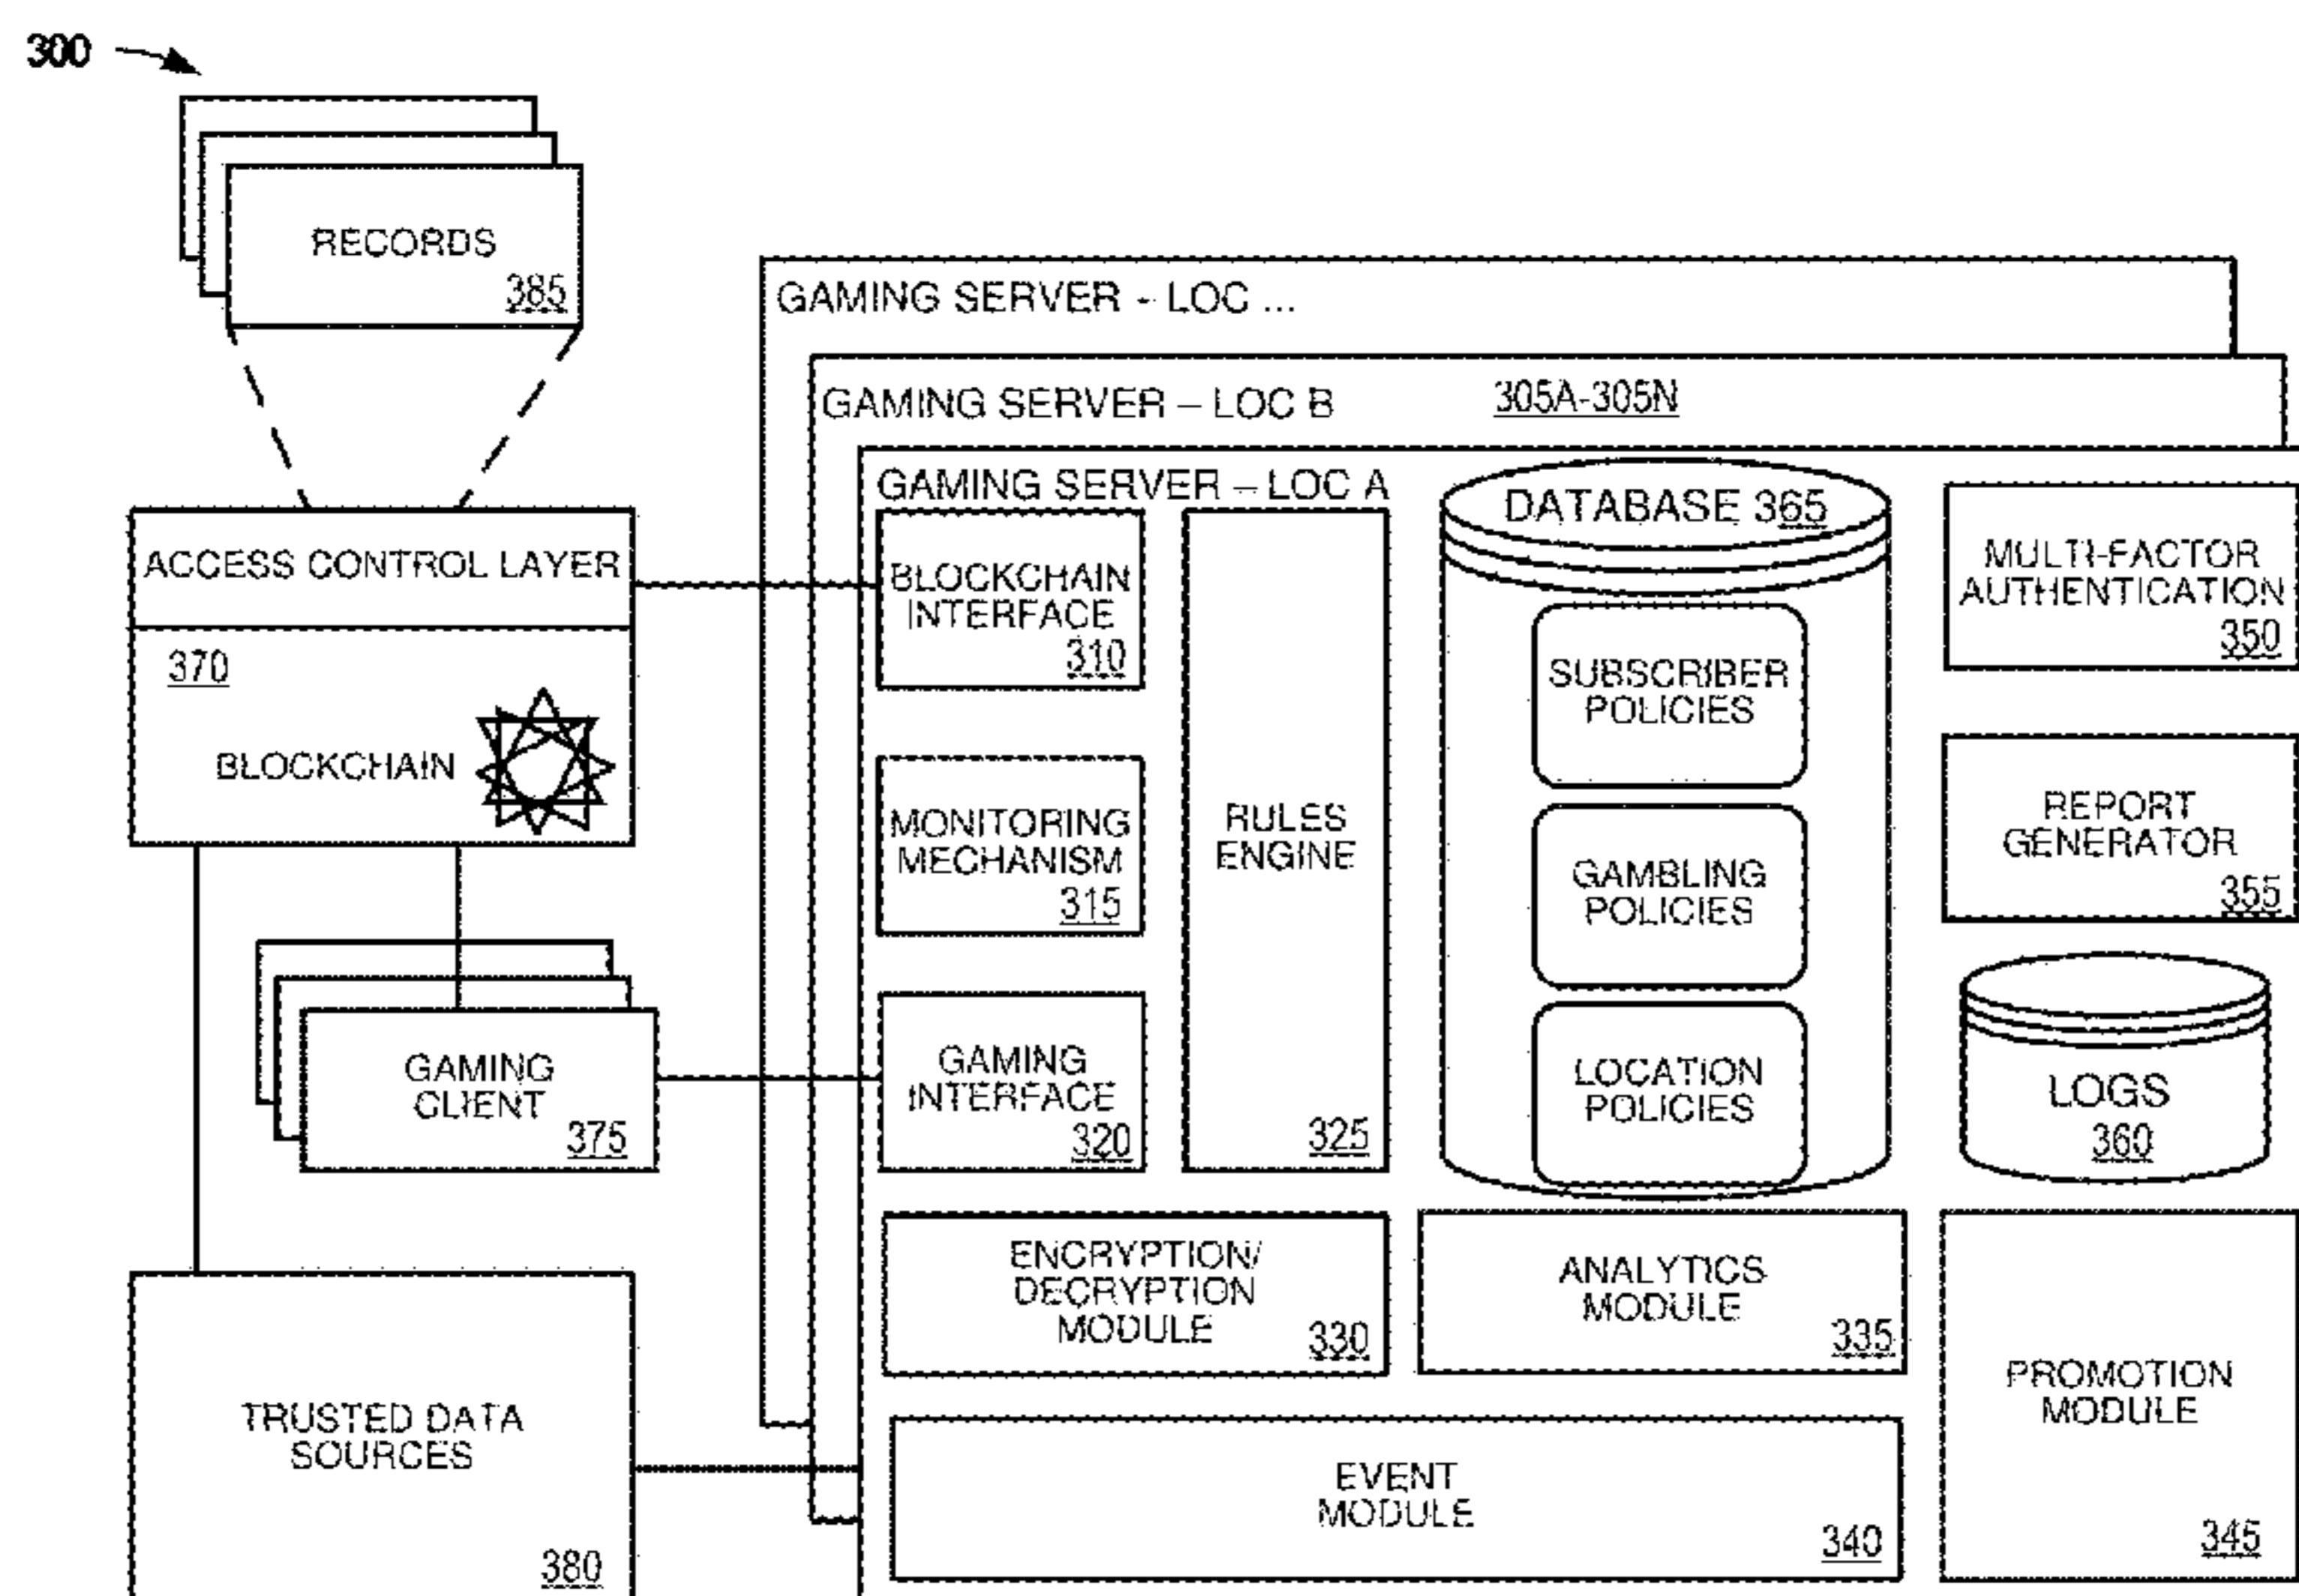 300
RECORDS
385
GAMING SERVER - LOC ...
GAMING SERVER – LOC B
305A-305N
GAMING SERVER – LOC A
ACCESS CONTROL LAYER
370
BLOCKCHAIN
BLOCKCHAIN
INTERFACE
310
MONITORING
MECHANISM
315
GAMING
INTERFACE
320
RULES
ENGINE
325
DATABASE 365
SUBSCRIBER
POLICIES
GAMBLING
POLICIES
LOCATION
POLICIES
MULTI-FACTOR
AUTHENTICATION
350
REPORT
GENERATOR
355
LOGS
360
GAMING
CLIENT
375
TRUSTED DATA
SOURCES
380
ENCRYPTION/
DECRYPTION
MODULE
330
ANALYTICS
MODULE
335
EVENT
MODULE
340
PROMOTION
MODULE
345